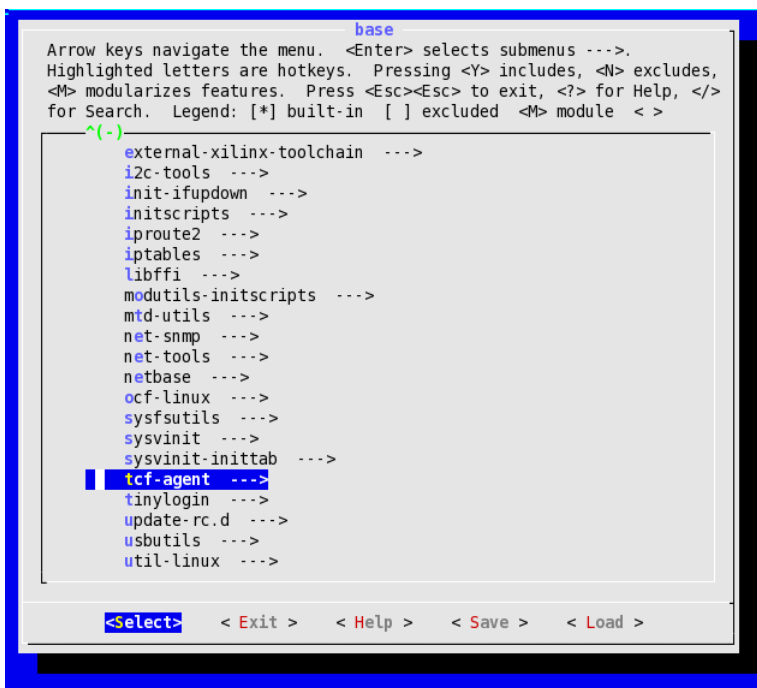 base
Arrow keys navigate the menu.  <Enter> selects submenus --->.
Highlighted letters are hotkeys.  Pressing <Y> includes, <N> excludes,
<M> modularizes features.  Press <Esc><Esc> to exit, <?> for Help, </>
for Search.  Legend: [*] built-in  [ ] excluded  <M> module  < >
^(-)
external-xilinx-toolchain  --->
i2c-tools  --->
init-ifupdown  --->
initscripts  --->
iproute2  --->
iptables  --->
libffi  --->
modutils-initscripts  --->
mtd-utils  --->
net-snmp  --->
net-tools  --->
netbase  --->
ocf-linux  --->
sysfsutils  --->
sysvinit  --->
sysvinit-inittab  --->
tcf-agent  --->
tinylogin  --->
update-rc.d  --->
usbutils  --->
util-linux  --->
<Select>    < Exit >    < Help >    < Save >    < Load >